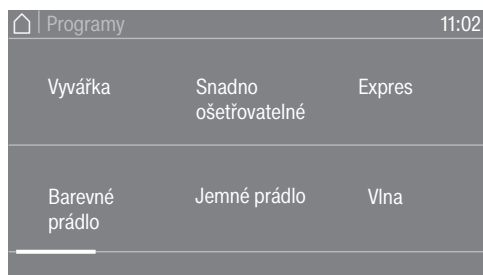 Programy 11:02
Vyvářka Snadno ošetřovatelné Expres
Barevné prádlo Jemné prádlo Vlna